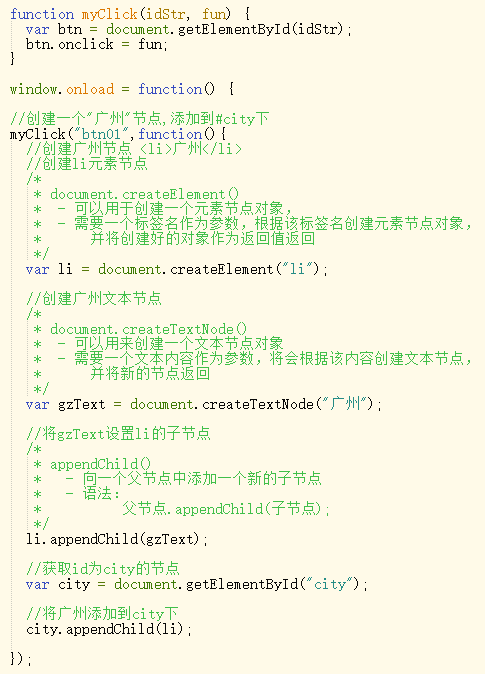 function myClick(idStr, fun) {
  var btn = document.getElementById(idStr);
  btn.onclick = fun;
}

window.onload = function() {

//创建一个"广州"节点,添加到#city下
myClick("btn01",function(){
  //创建广州节点 <li>广州</li>
  //创建li元素节点
  /*
   * document.createElement()
   *  - 可以用于创建一个元素节点对象,
   *  - 需要一个标签名作为参数，根据该标签名创建元素节点对象，
   *      并将创建好的对象作为返回值返回
   */
  var li = document.createElement("li");

  //创建广州文本节点
  /*
   * document.createTextNode()
   *  - 可以用来创建一个文本节点对象
   *  - 需要一个文本内容作为参数，将会根据该内容创建文本节点，
   *      并将新的节点返回
   */
  var gzText = document.createTextNode("广州");

  //将gzText设置li的子节点
  /*
   * appendChild()
   *   - 向一个父节点中添加一个新的子节点
   *   - 语法：
   *          父节点.appendChild(子节点);
   */
  li.appendChild(gzText);

  //获取id为city的节点
  var city = document.getElementById("city");

  //将广州添加到city下
  city.appendChild(li);

});